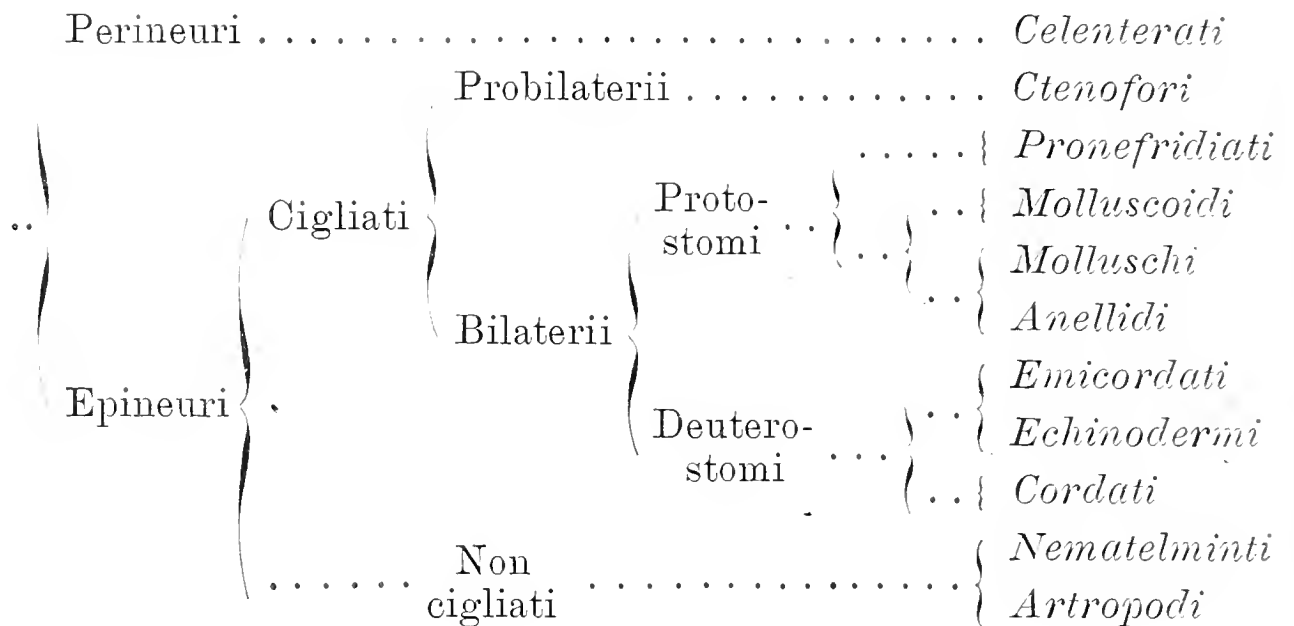 Perineuri . . . . . . . . . . . . . . . . . . . . . . . . . . . . . Celenterati
Probilaterii . . . . . . . . . . . . Ctenofori
. . . . . Pronefridiati
Proto-
stomi . . . . Molluscoidi
Cigliati
. . Molluschi
. . Anellidi
Bilaterii
Emicordati
Epineuri
Deutero-
stomi . . . . . Echinodermi
. . Cordati
Nematelminti
. . . . . . Non
cigliati . . . . . . . . . . . . . . .
Artropodi